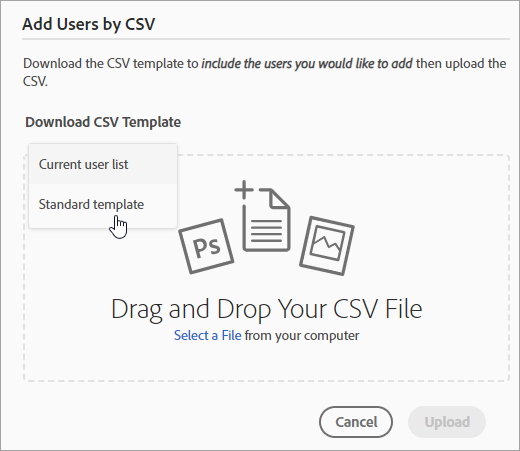 Add Users by CSV
Download the CSV template to include the users you would like to add then upload the
CSV.
Download CSV Template
Current user list
Standard template
Ps
Drag and Drop Your CSV File
Select a File from your computer
Cancel
Upload